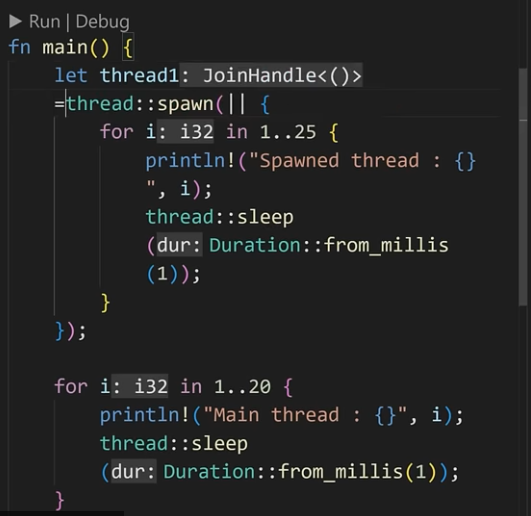 ▶ Run | Debug
fn main() {
let thread1: JoinHandle<()>
=thread::spawn(|| {
for i: i32 in 1..25 {
println!("Spawned thread : {}
", i);
thread::sleep
(dur: Duration::from_millis
(1));
}
});
for i: i32 in 1..20 {
println!("Main thread : {}", i);
thread::sleep
(dur: Duration::from_millis(1));
}